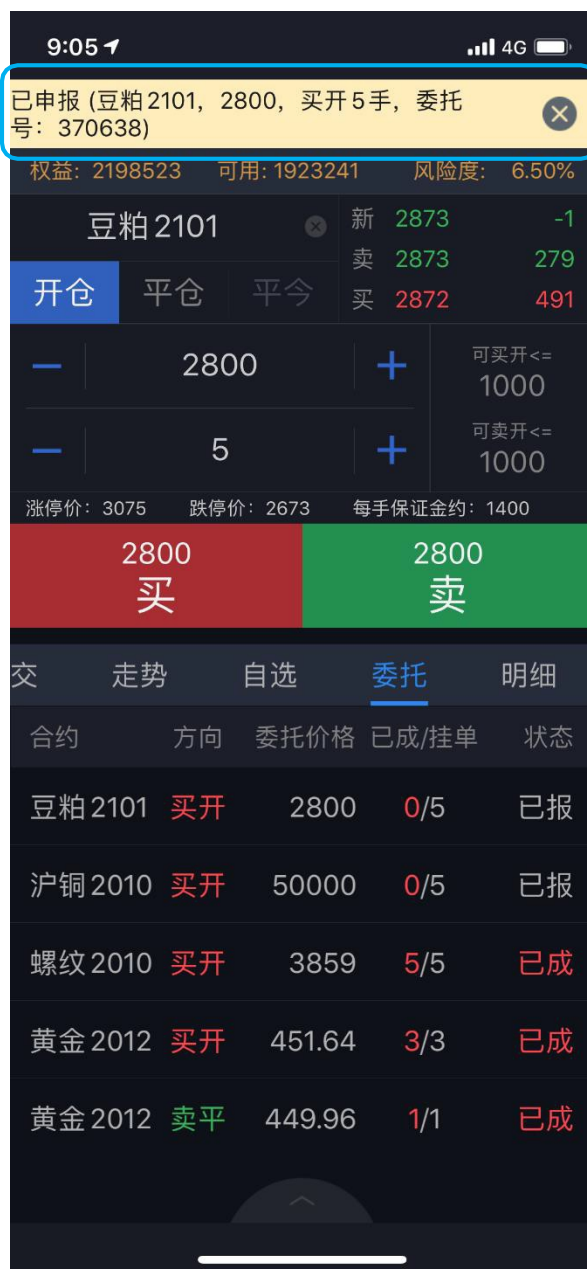 9:05 4G
已申报 (豆粕2101, 2800, 买开5手, 委托
号: 370638)
权益: 2198523 可用: 1923241 风险度: 6.50%
豆粕2101 新 2873 -1
卖 2873 279
开仓 平仓 平今 买 2872 491
2800 可买开<=
1000
5 可卖开<=
1000
涨停价: 3075 跌停价: 2673 每手保证金约: 1400
2800 2800
买 卖
交 走势 自选 委托 明细
合约 方向 委托价格 已成/挂单 状态
豆粕2101 买开 2800 0/5 已报
沪铜2010 买开 50000 0/5 已报
螺纹2010 买开 3859 5/5 已成
黄金2012 买开 451.64 3/3 已成
黄金2012 卖平 449.96 1/1 已成